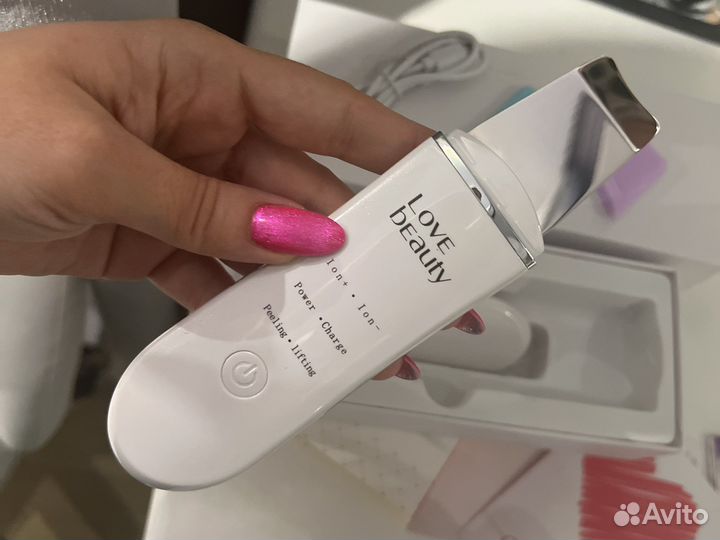 LOVE
bEauty
Ion+ • Ion-
Power •Charge
Peeling• lifting
Avito